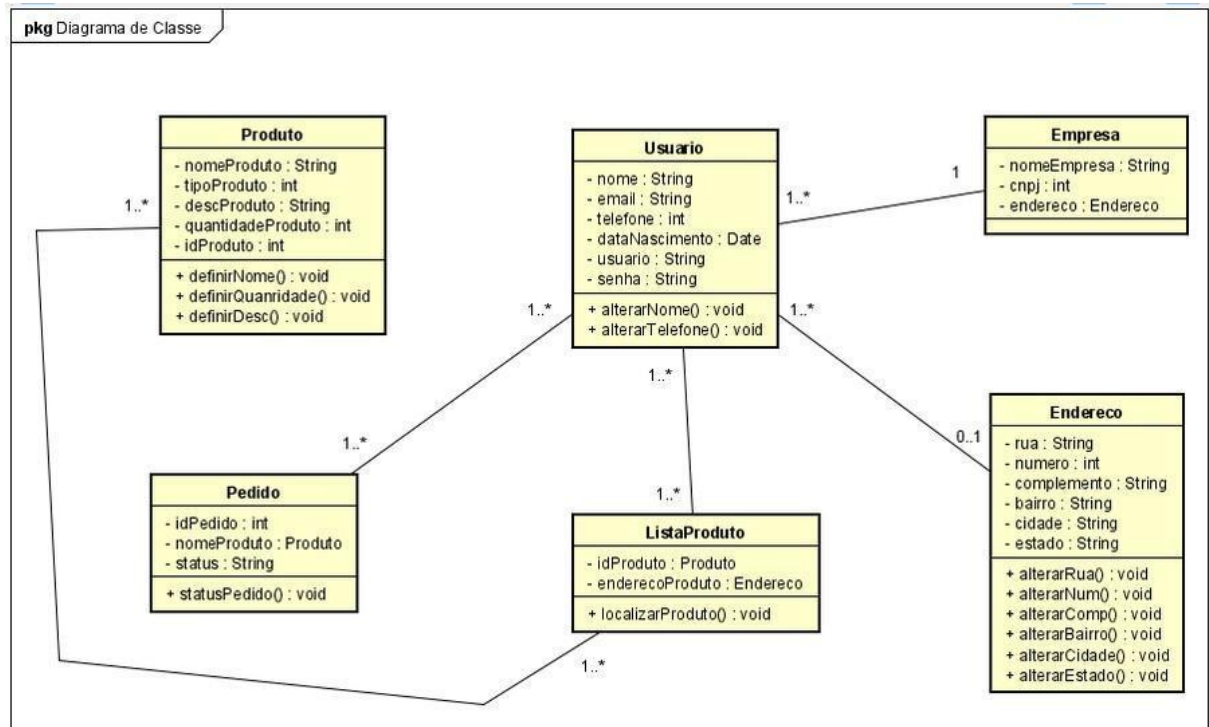 pkg Diagrama de Classe
Produto
- nomeProduto : String
- tipoProduto : int
- descProduto : String
- quantidadeProduto : int
- idProduto : int
+ definirNome() : void
+ definirQuanridade() : void
+ definirDesc() : void
1..*
Usuario
- nome : String
- email : String
- telefone : int
- dataNascimento : Date
- usuario : String
- senha : String
+ alterarNome() : void
+ alterarTelefone() : void
1..*
1
Empresa
- nomeEmpresa : String
- cnpj : int
- endereco : Endereco
1..*
1..*
1..*
1..*
0..1
Endereco
- rua : String
- numero : int
- complemento : String
- bairro : String
- cidade : String
- estado : String
+ alterarRua() : void
+ alterarNum() : void
+ alterarComp() : void
+ alterarBairro() : void
+ alterarCidade() : void
+ alterarEstado() : void
Pedido
- idPedido : int
- nomeProduto : Produto
- status : String
+ statusPedido() : void
1..*
ListaProduto
- idProduto : Produto
- enderecoProduto : Endereco
+ localizarProduto() : void
1..*